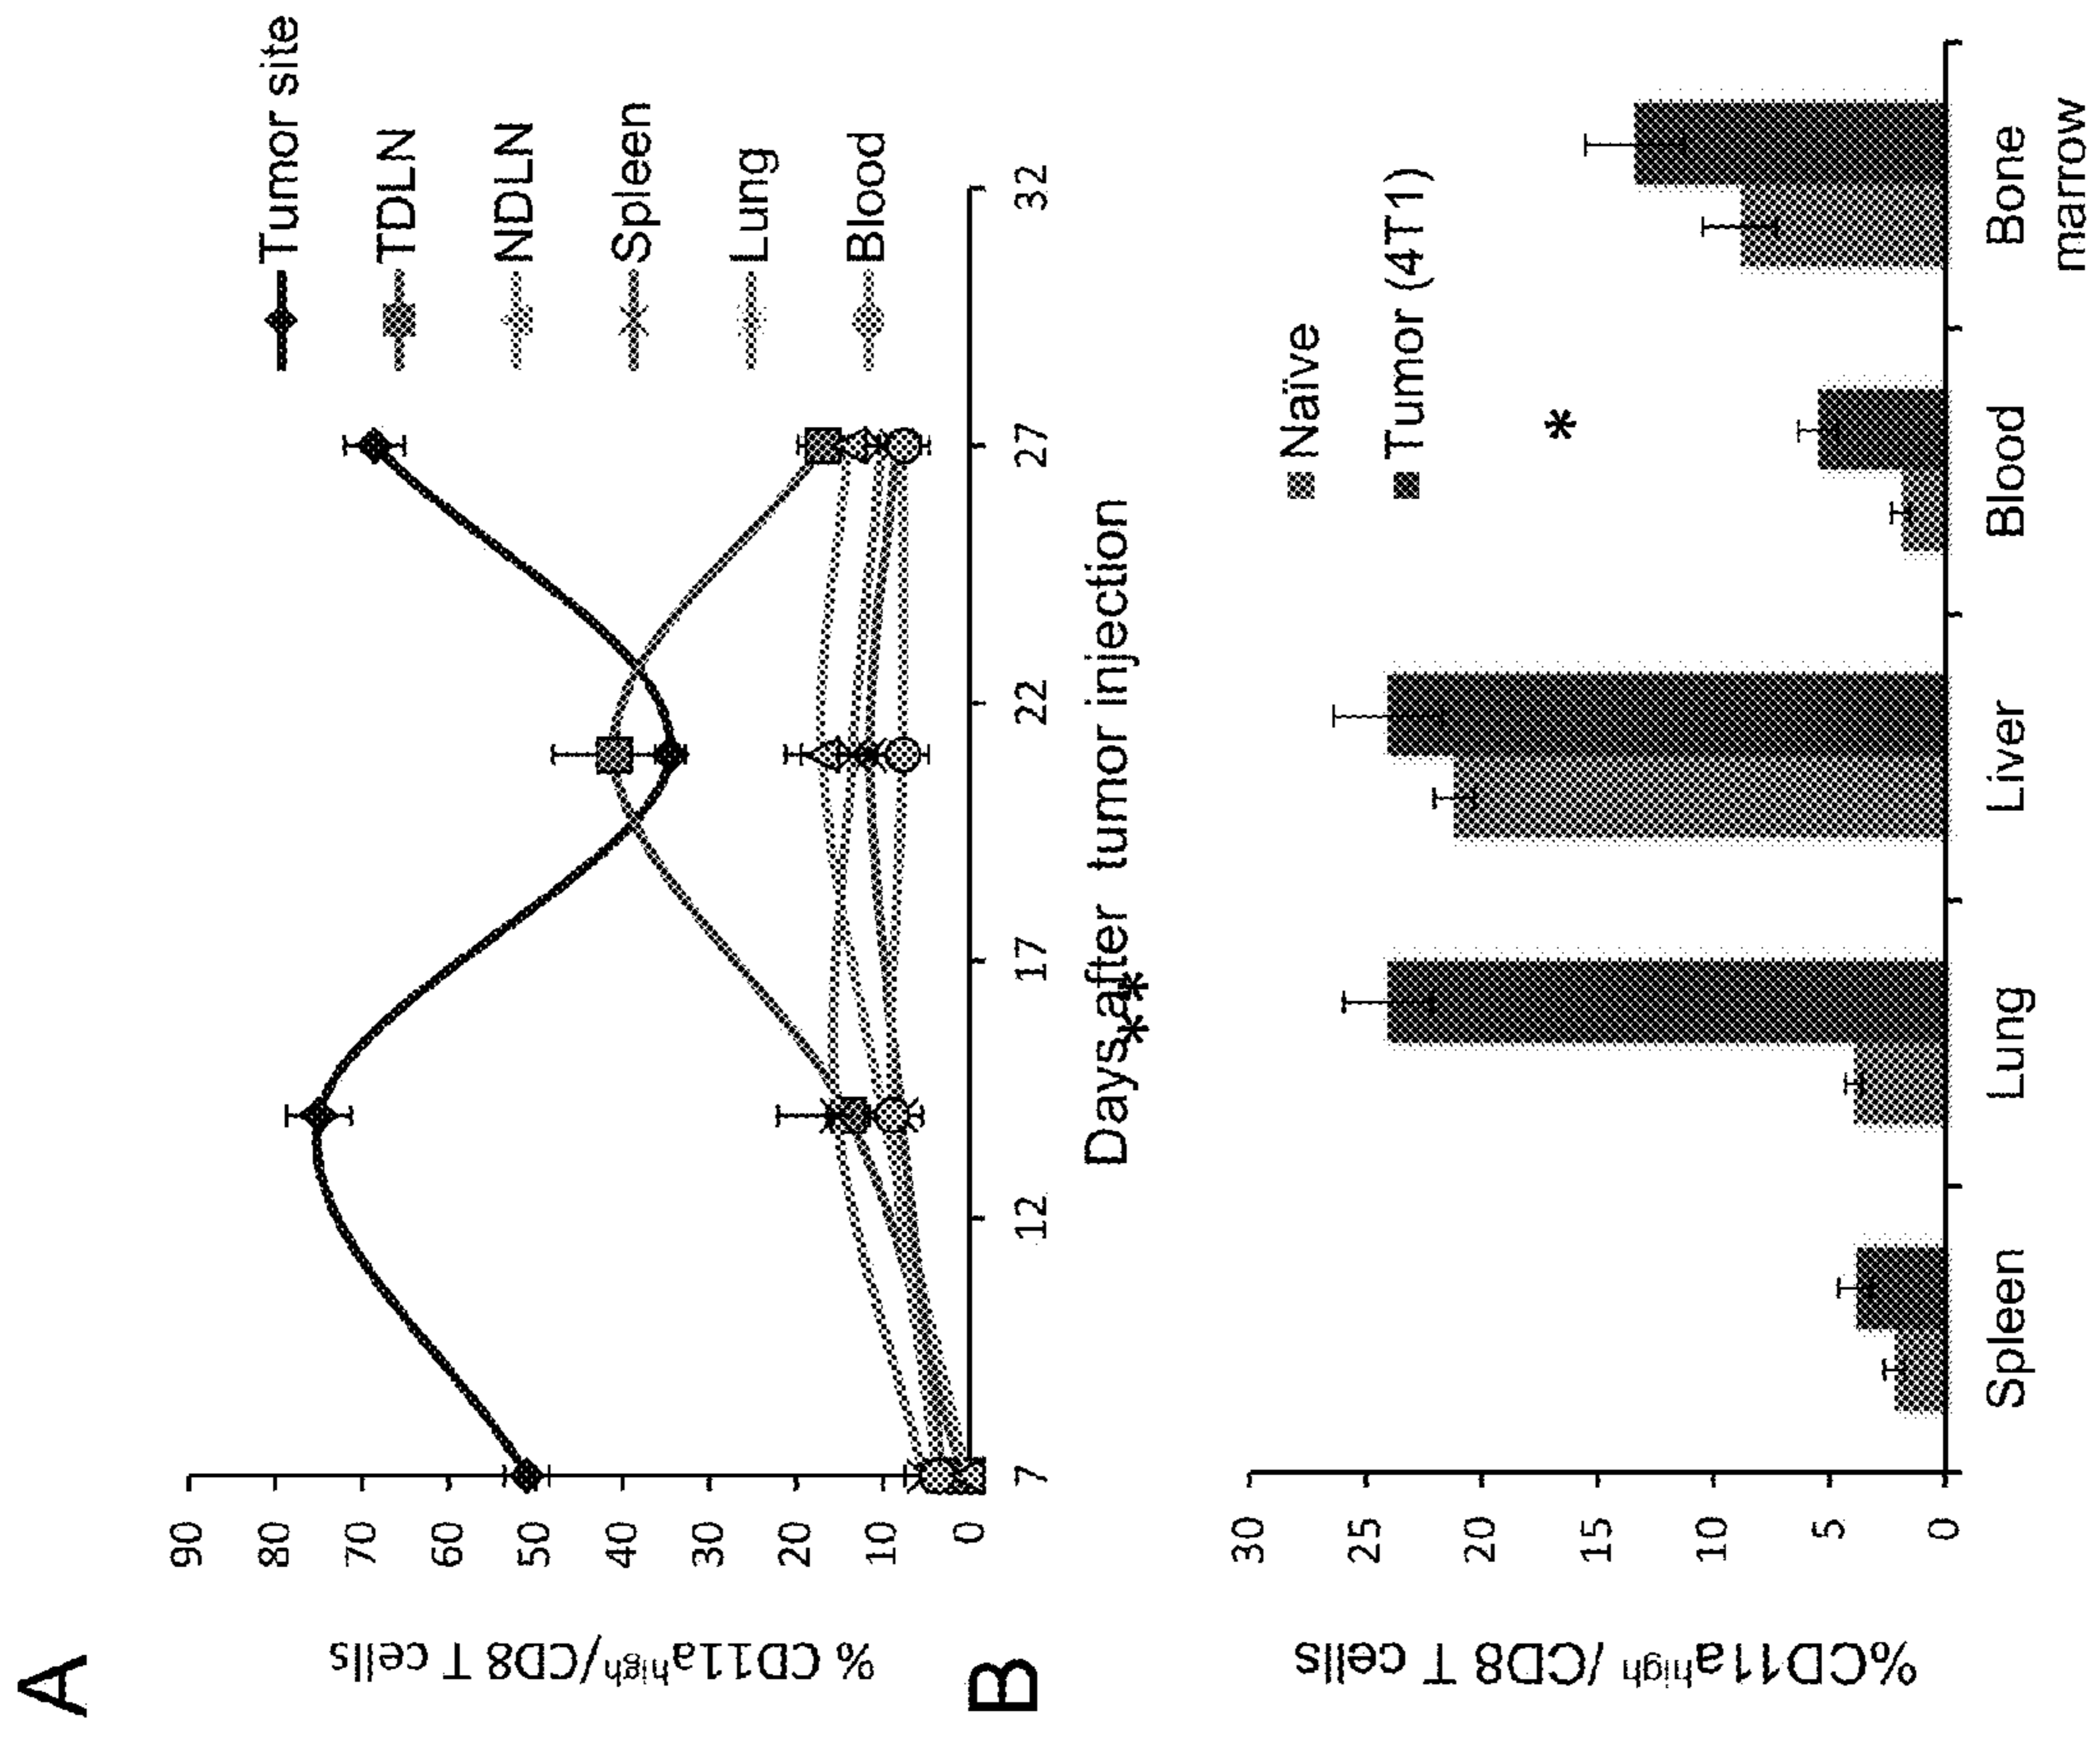 A
% CD11a^high/CD8 T cells
90
80
70
60
50
40
30
20
10
0
7
12
17
22
27
32
Days after tumor injection
Tumor site
TDLN
NDLN
Spleen
Lung
Blood
B
%CD11a^high /CD8 T cells
30
25
20
15
10
5
0
**
*
Naïve
Tumor (4T1)
Spleen
Lung
Liver
Blood
Bone
marrow